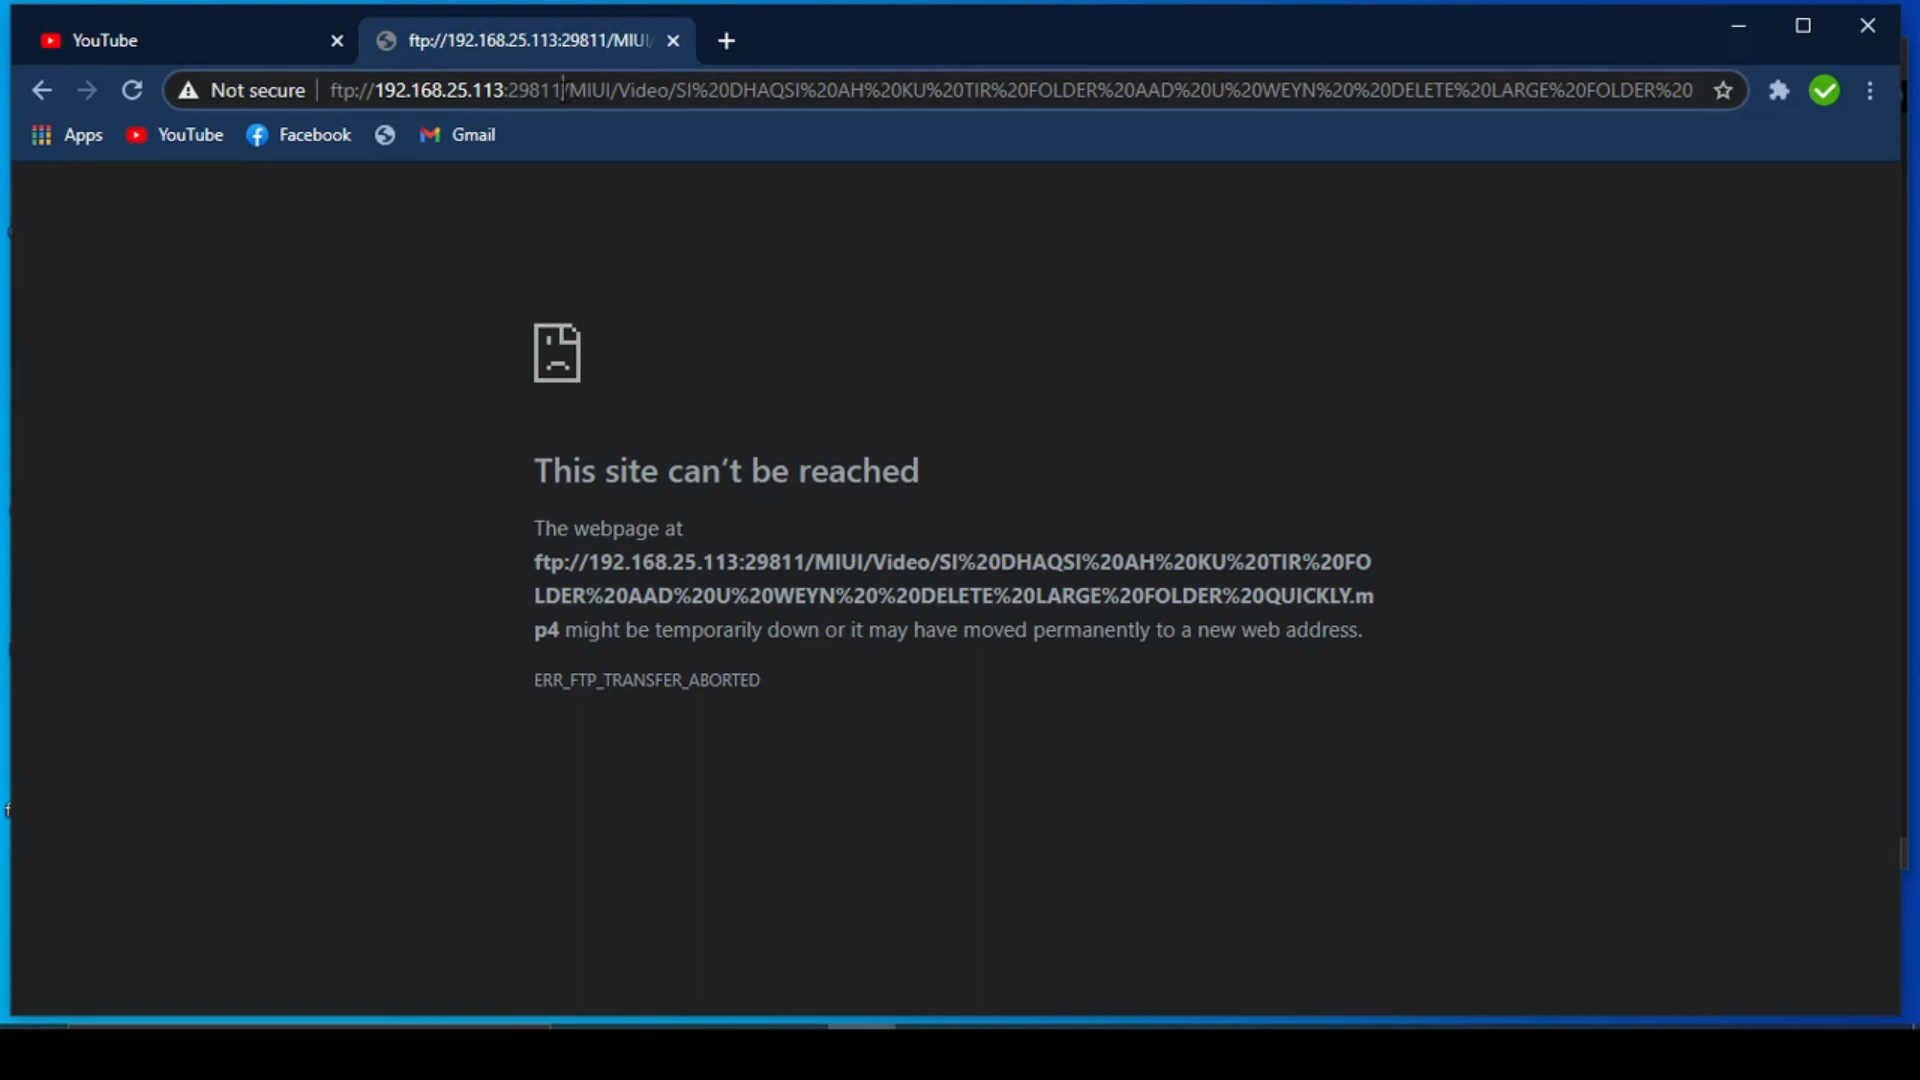 YouTube
ftp://192.168.25.113:29811/MIUI/
Not secure
ftp://192.168.25.113:29811/MIUI/Video/SI%20DHAQSI%20AH%20KU%20TIR%20FOLDER%20AAD%20U%20WEYN%20%20DELETE%20LARGE%20FOLDER%20
Apps
YouTube
Facebook
Gmail
This site can't be reached
The webpage at
ftp://192.168.25.113:29811/MIUI/Video/SI%20DHAQSI%20AH%20KU%20TIR%20FO
LDER%20AAD%20U%20WEYN%20%20DELETE%20LARGE%20FOLDER%20QUICKLY.m
p4 might be temporarily down or it may have moved permanently to a new web address.
ERR_FTP_TRANSFER_ABORTED